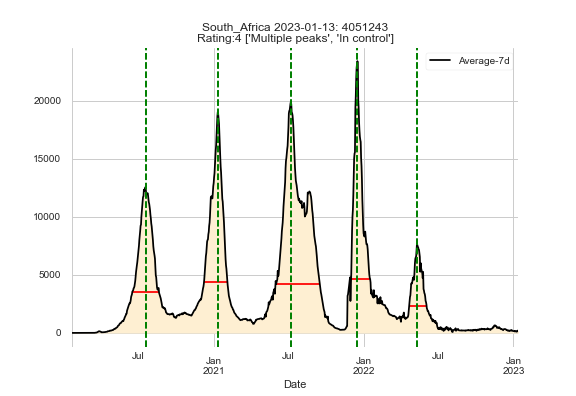 South_Africa 2023-01-13: 4051243
Rating:4 ['Multiple peaks', 'In control']
Average-7d
20000
15000
10000
5000
0
Jul
Jan
2021
Jul
Jan
2022
Jul
Jan
2023
Date